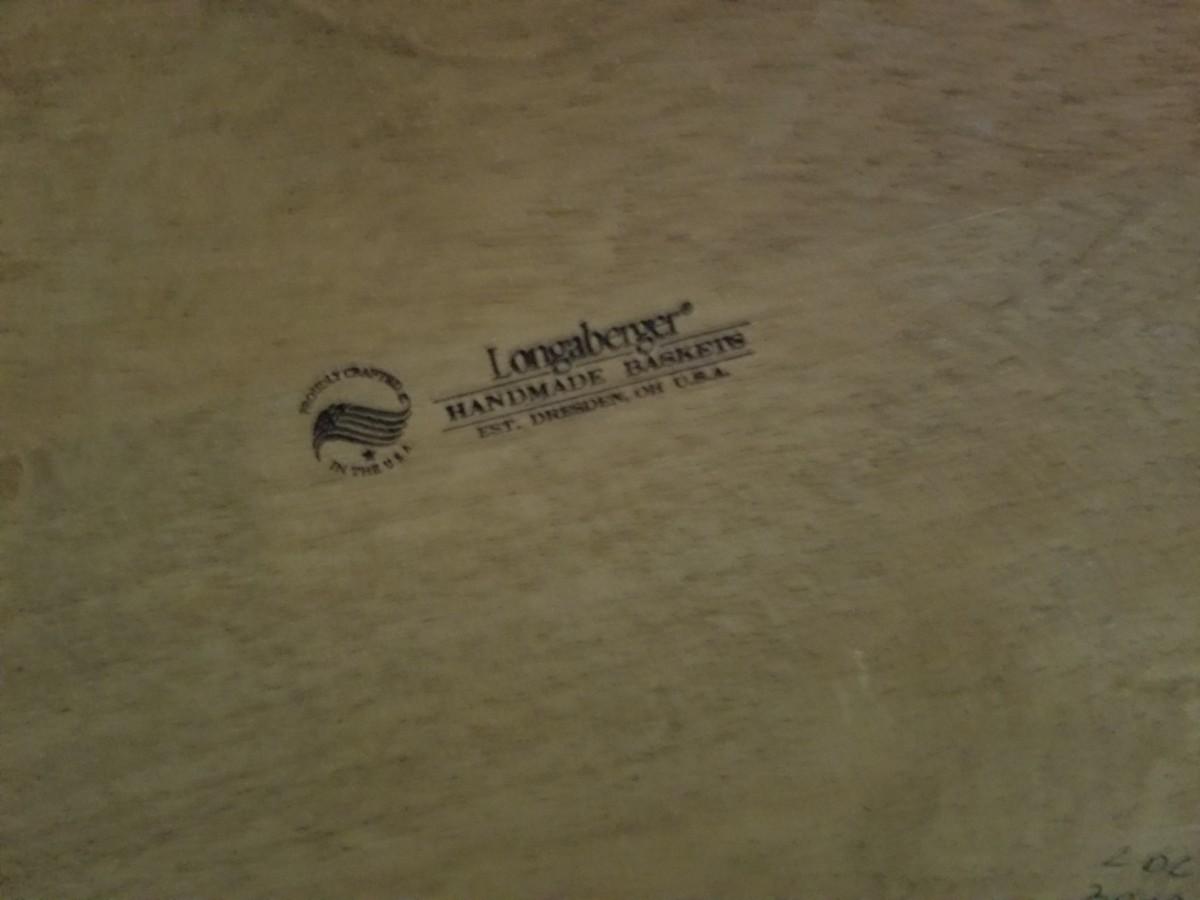 PROUDLY CRAFTED
IN THE U.S.A.
Longaberger®
HANDMADE BASKETS
EST. DRESDEN, OH U.S.A.